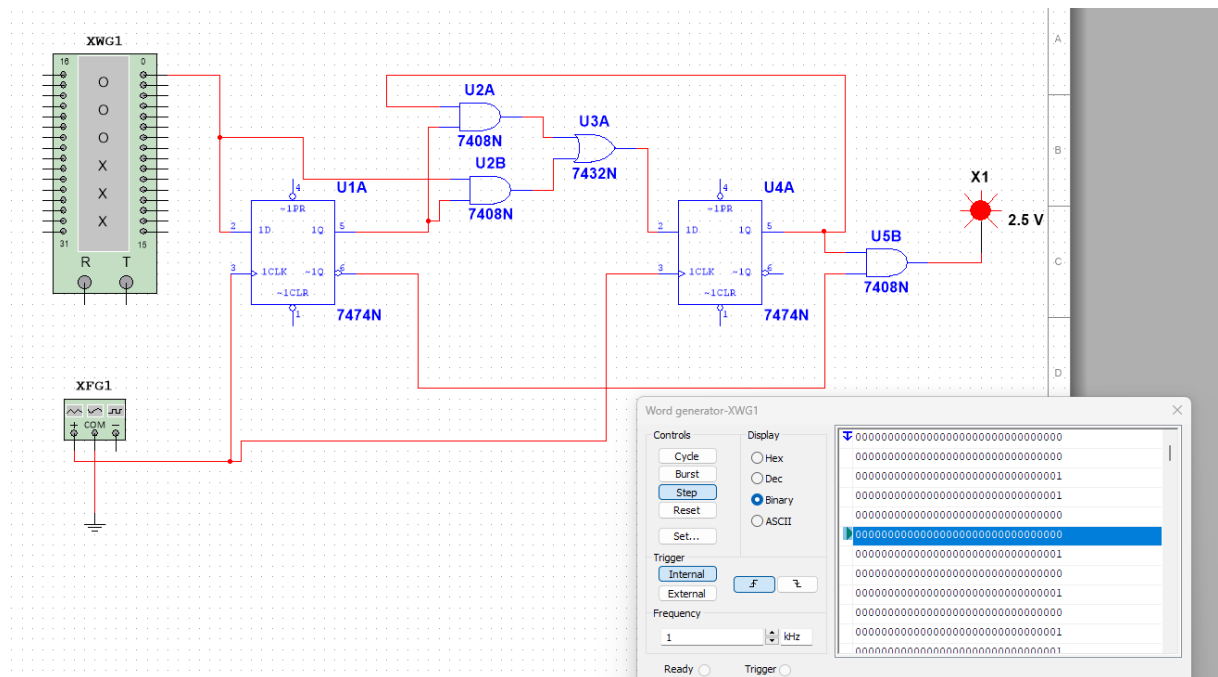 XWG1
16 0
O
O
O
X
X
X
31 15
R T
U2A
7408N
U3A
7432N
U2B
7408N
U1A
4
~1PR
2 1D 1Q 5
3 1CLK ~1Q 6
~1CLR
1
7474N
U4A
4
~1PR
2 1D 1Q 5
3 1CLK ~1Q 6
~1CLR
1
7474N
U5B
7408N
X1
2.5 V
A
B
C
D
XFG1
+ COM −
Word generator-XWG1
Controls
Cycle
Burst
Step
Reset
Set...
Display
Hex
Dec
Binary
ASCII
Trigger
Internal
External
Frequency
1 kHz
Ready Trigger
00000000000000000000000000000000
00000000000000000000000000000000
00000000000000000000000000000001
00000000000000000000000000000001
00000000000000000000000000000000
00000000000000000000000000000000
00000000000000000000000000000001
00000000000000000000000000000000
00000000000000000000000000000001
00000000000000000000000000000000
00000000000000000000000000000001
00000000000000000000000000000001